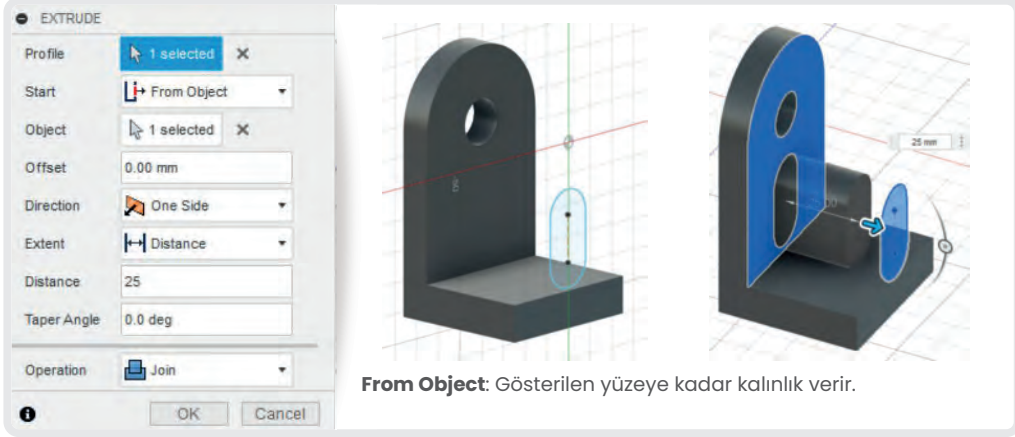 EXTRUDE
Profile 1 selected
Start From Object
Object 1 selected
Offset 0.00 mm
Direction One Side
Extent Distance
Distance 25
Taper Angle 0.0 deg
Operation Join
OK Cancel
25 mm
From Object: Gösterilen yüzeye kadar kalınlık verir.